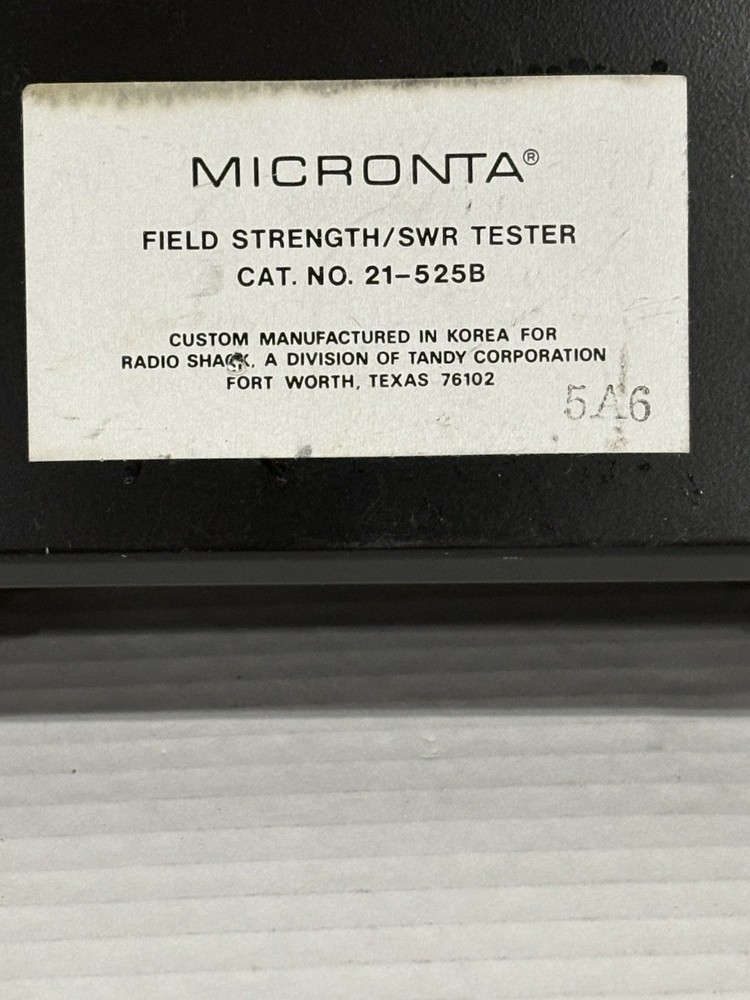 MICRONTA®
FIELD STRENGTH/SWR TESTER
CAT. NO. 21-525B
CUSTOM MANUFACTURED IN KOREA FOR
RADIO SHACK, A DIVISION OF TANDY CORPORATION
FORT WORTH, TEXAS 76102
5A6